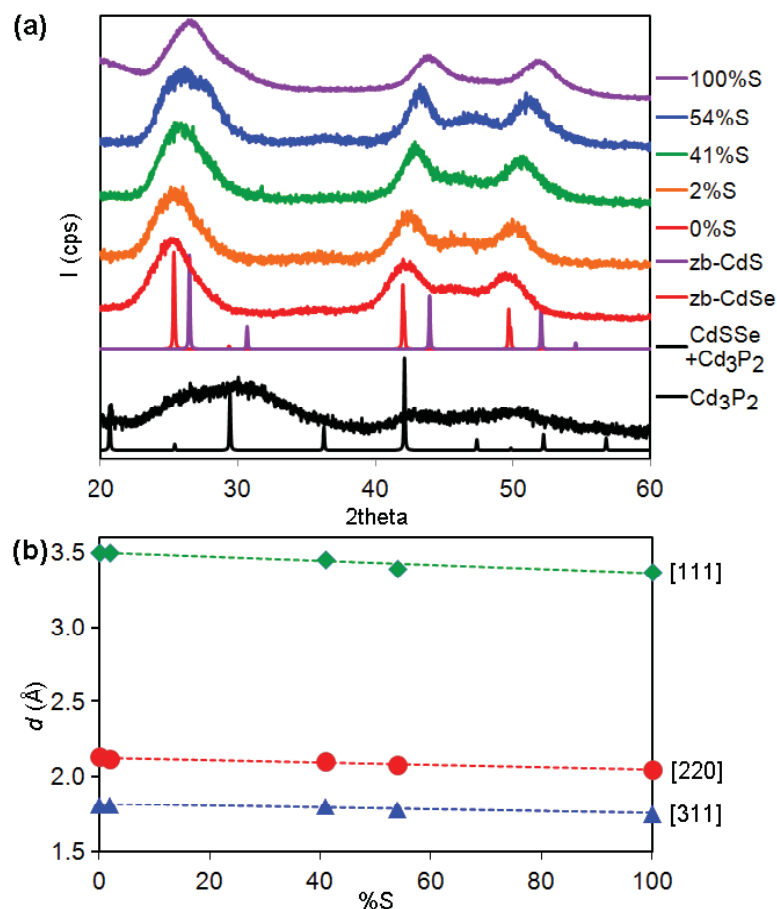 (a)
I (cps)
100%S
54%S
41%S
2%S
0%S
zb-CdS
zb-CdSe
CdSSe
+Cd₃P₂
Cd₃P₂
20 30 40 50 60
2theta
(b)
3.5
3.0
2.5
2.0
1.5
d (Å)
[111]
[220]
[311]
0 20 40 60 80 100
%S